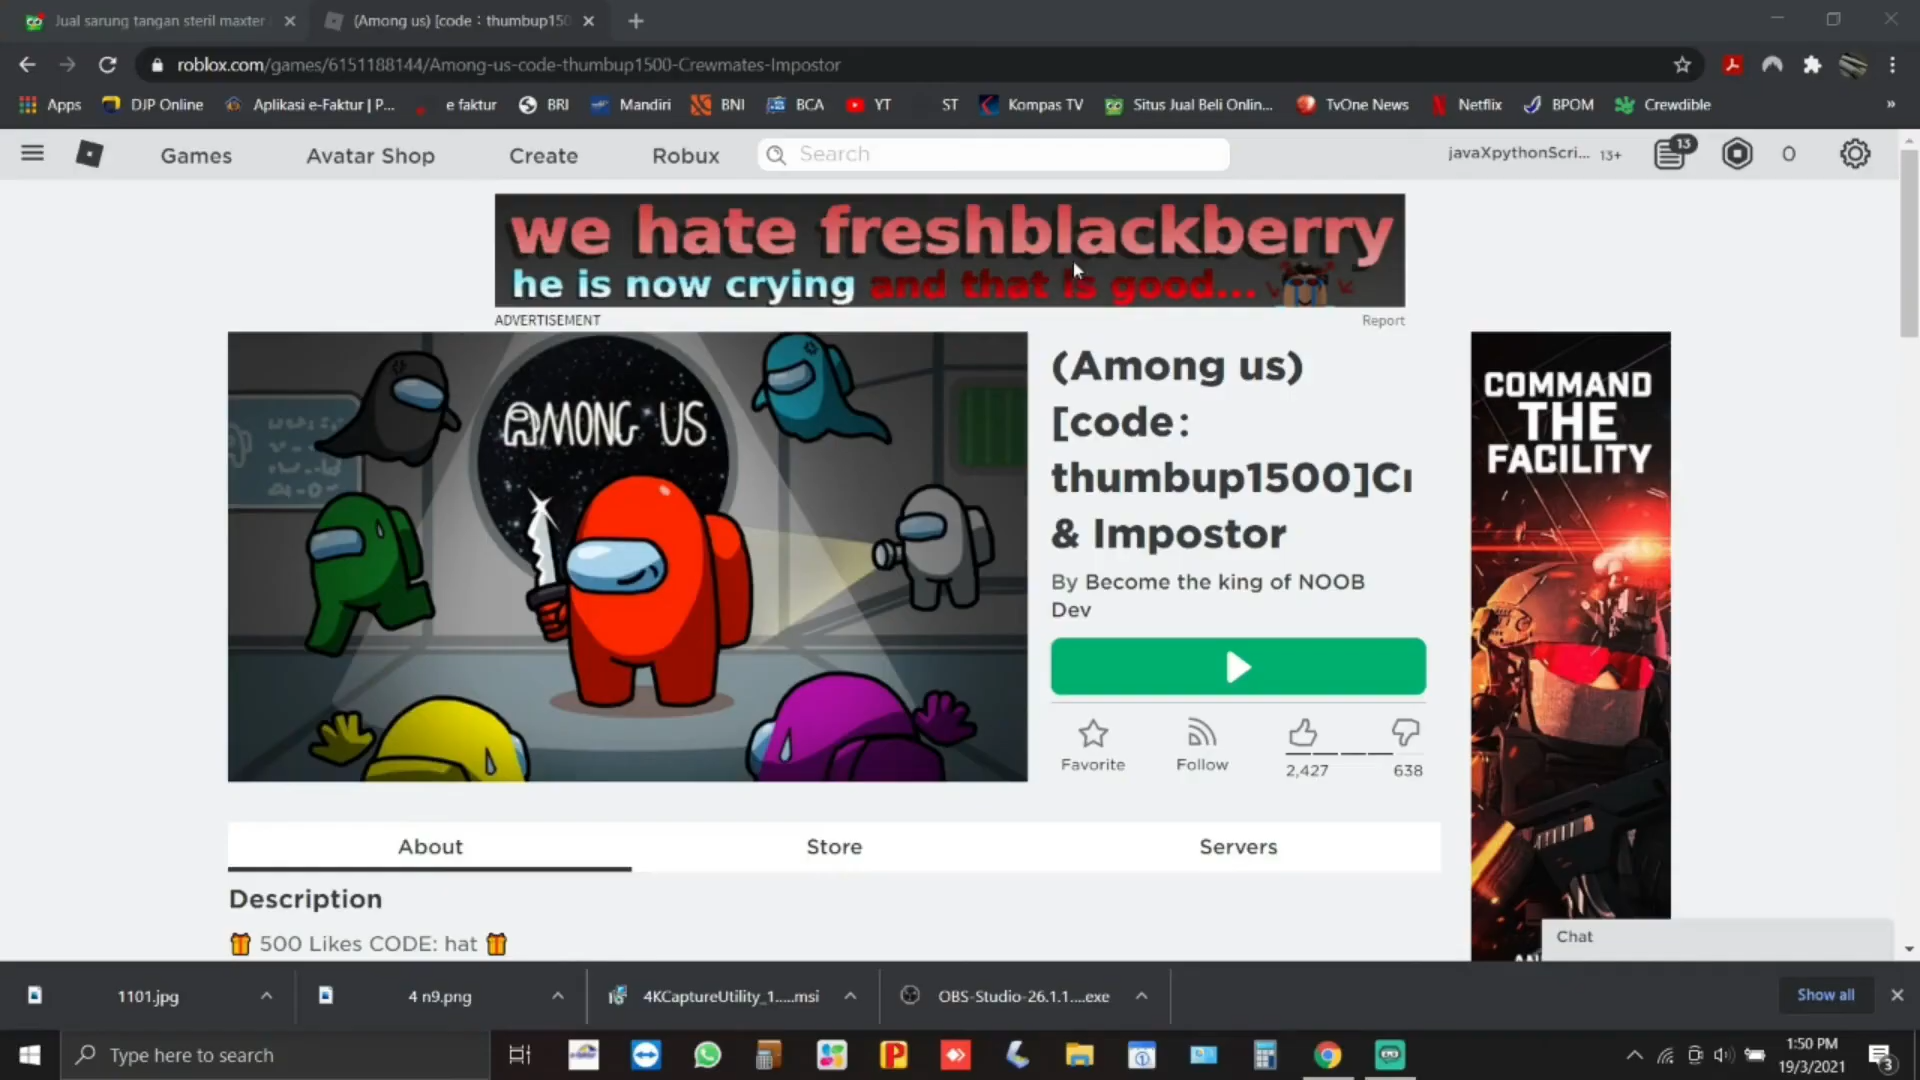 Jual sarung tangan steril maxter
(Among us) [code : thumbup150
roblox.com/games/6151188144/Among-us-code-thumbup1500-Crewmates-Impostor
Apps DJP Online Aplikasi e-Faktur | P... e faktur BRI Mandiri BNI BCA YT ST Kompas TV Situs Jual Beli Onlin... TvOne News Netflix BPOM Crewdible »
Games Avatar Shop Create Robux Search javaXpythonScri... 13+ 13 0
we hate freshblackberry
he is now crying and that is good...
ADVERTISEMENT Report
AMONG US
(Among us)
[code :
thumbup1500]Cr
& Impostor
By Become the king of NOOB
Dev
Favorite Follow 2,427 638
COMMAND
THE
FACILITY
About Store Servers
Description
500 Likes CODE: hat
Chat
1101.jpg 4 n9.png 4KCaptureUtility_1.....msi OBS-Studio-26.1.1....exe Show all
Type here to search
1:50 PM
19/3/2021
3